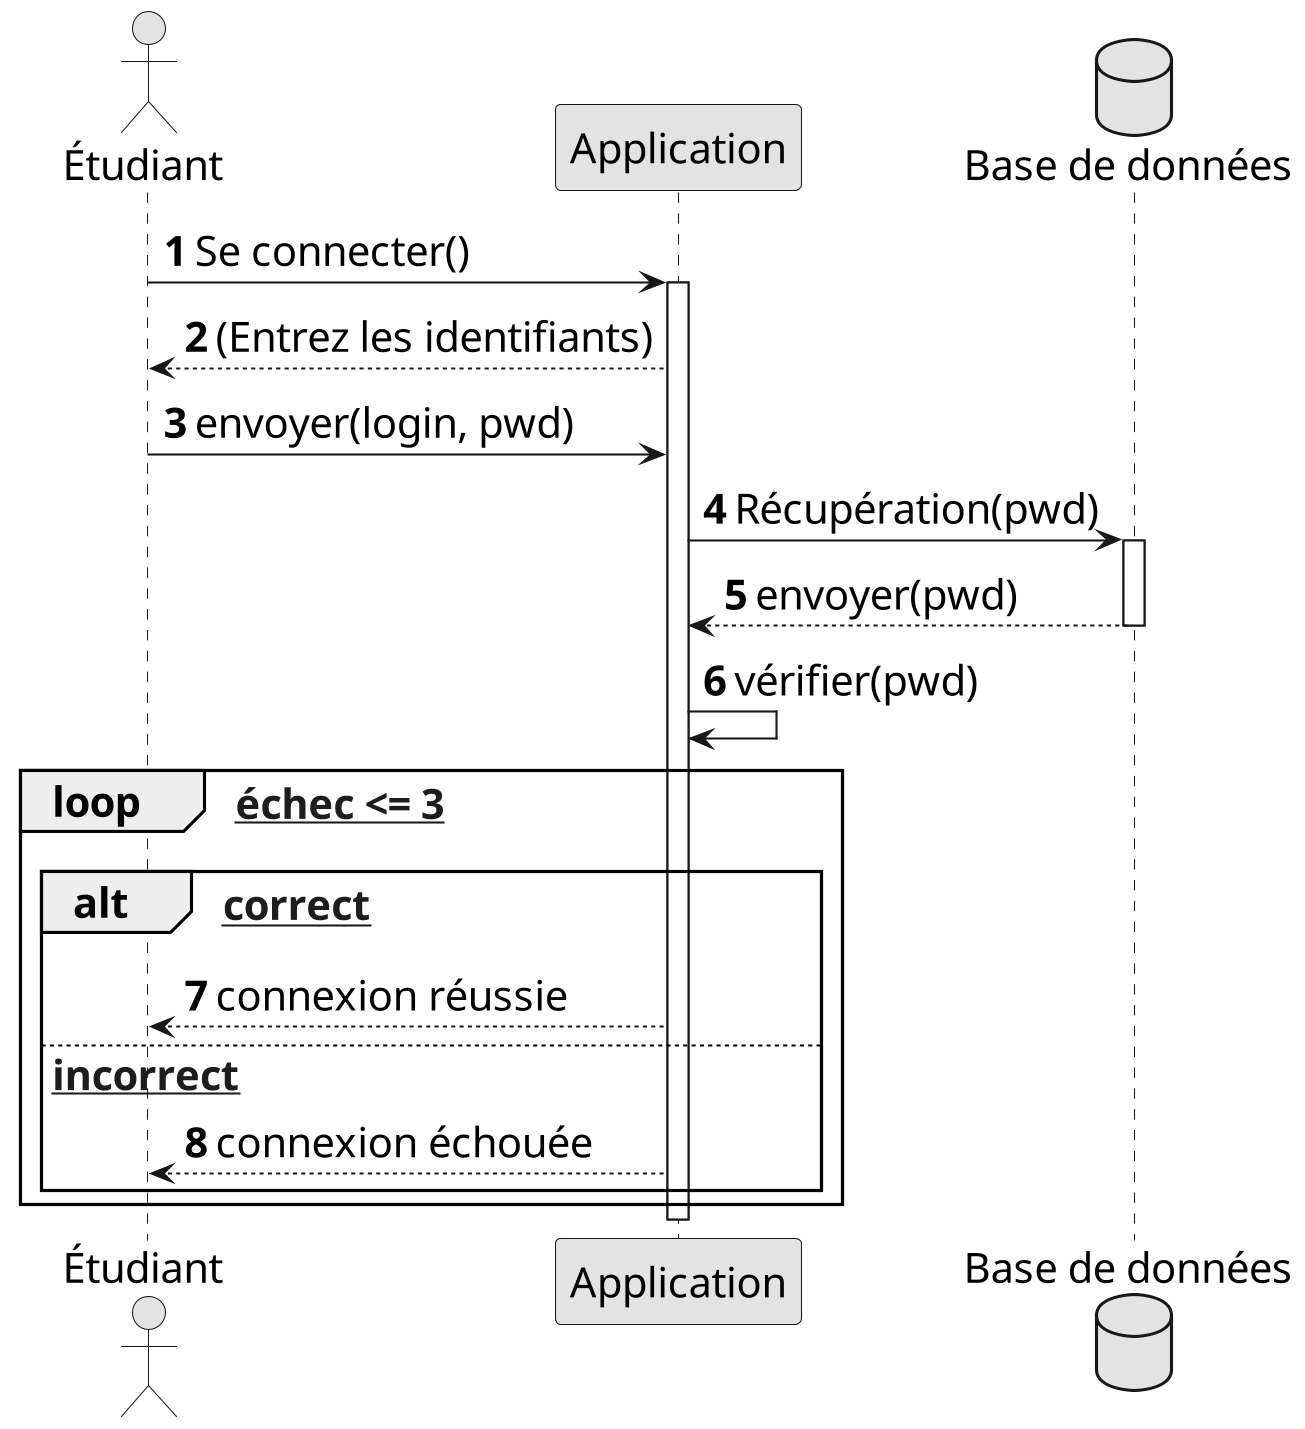 Étudiant
Application
Base de données
1 Se connecter()
2 (Entrez les identifiants)
3 envoyer(login, pwd)
4 Récupération(pwd)
5 envoyer(pwd)
6 vérifier(pwd)
loop échec <= 3
alt correct
7 connexion réussie
incorrect
8 connexion échouée
Étudiant
Application
Base de données